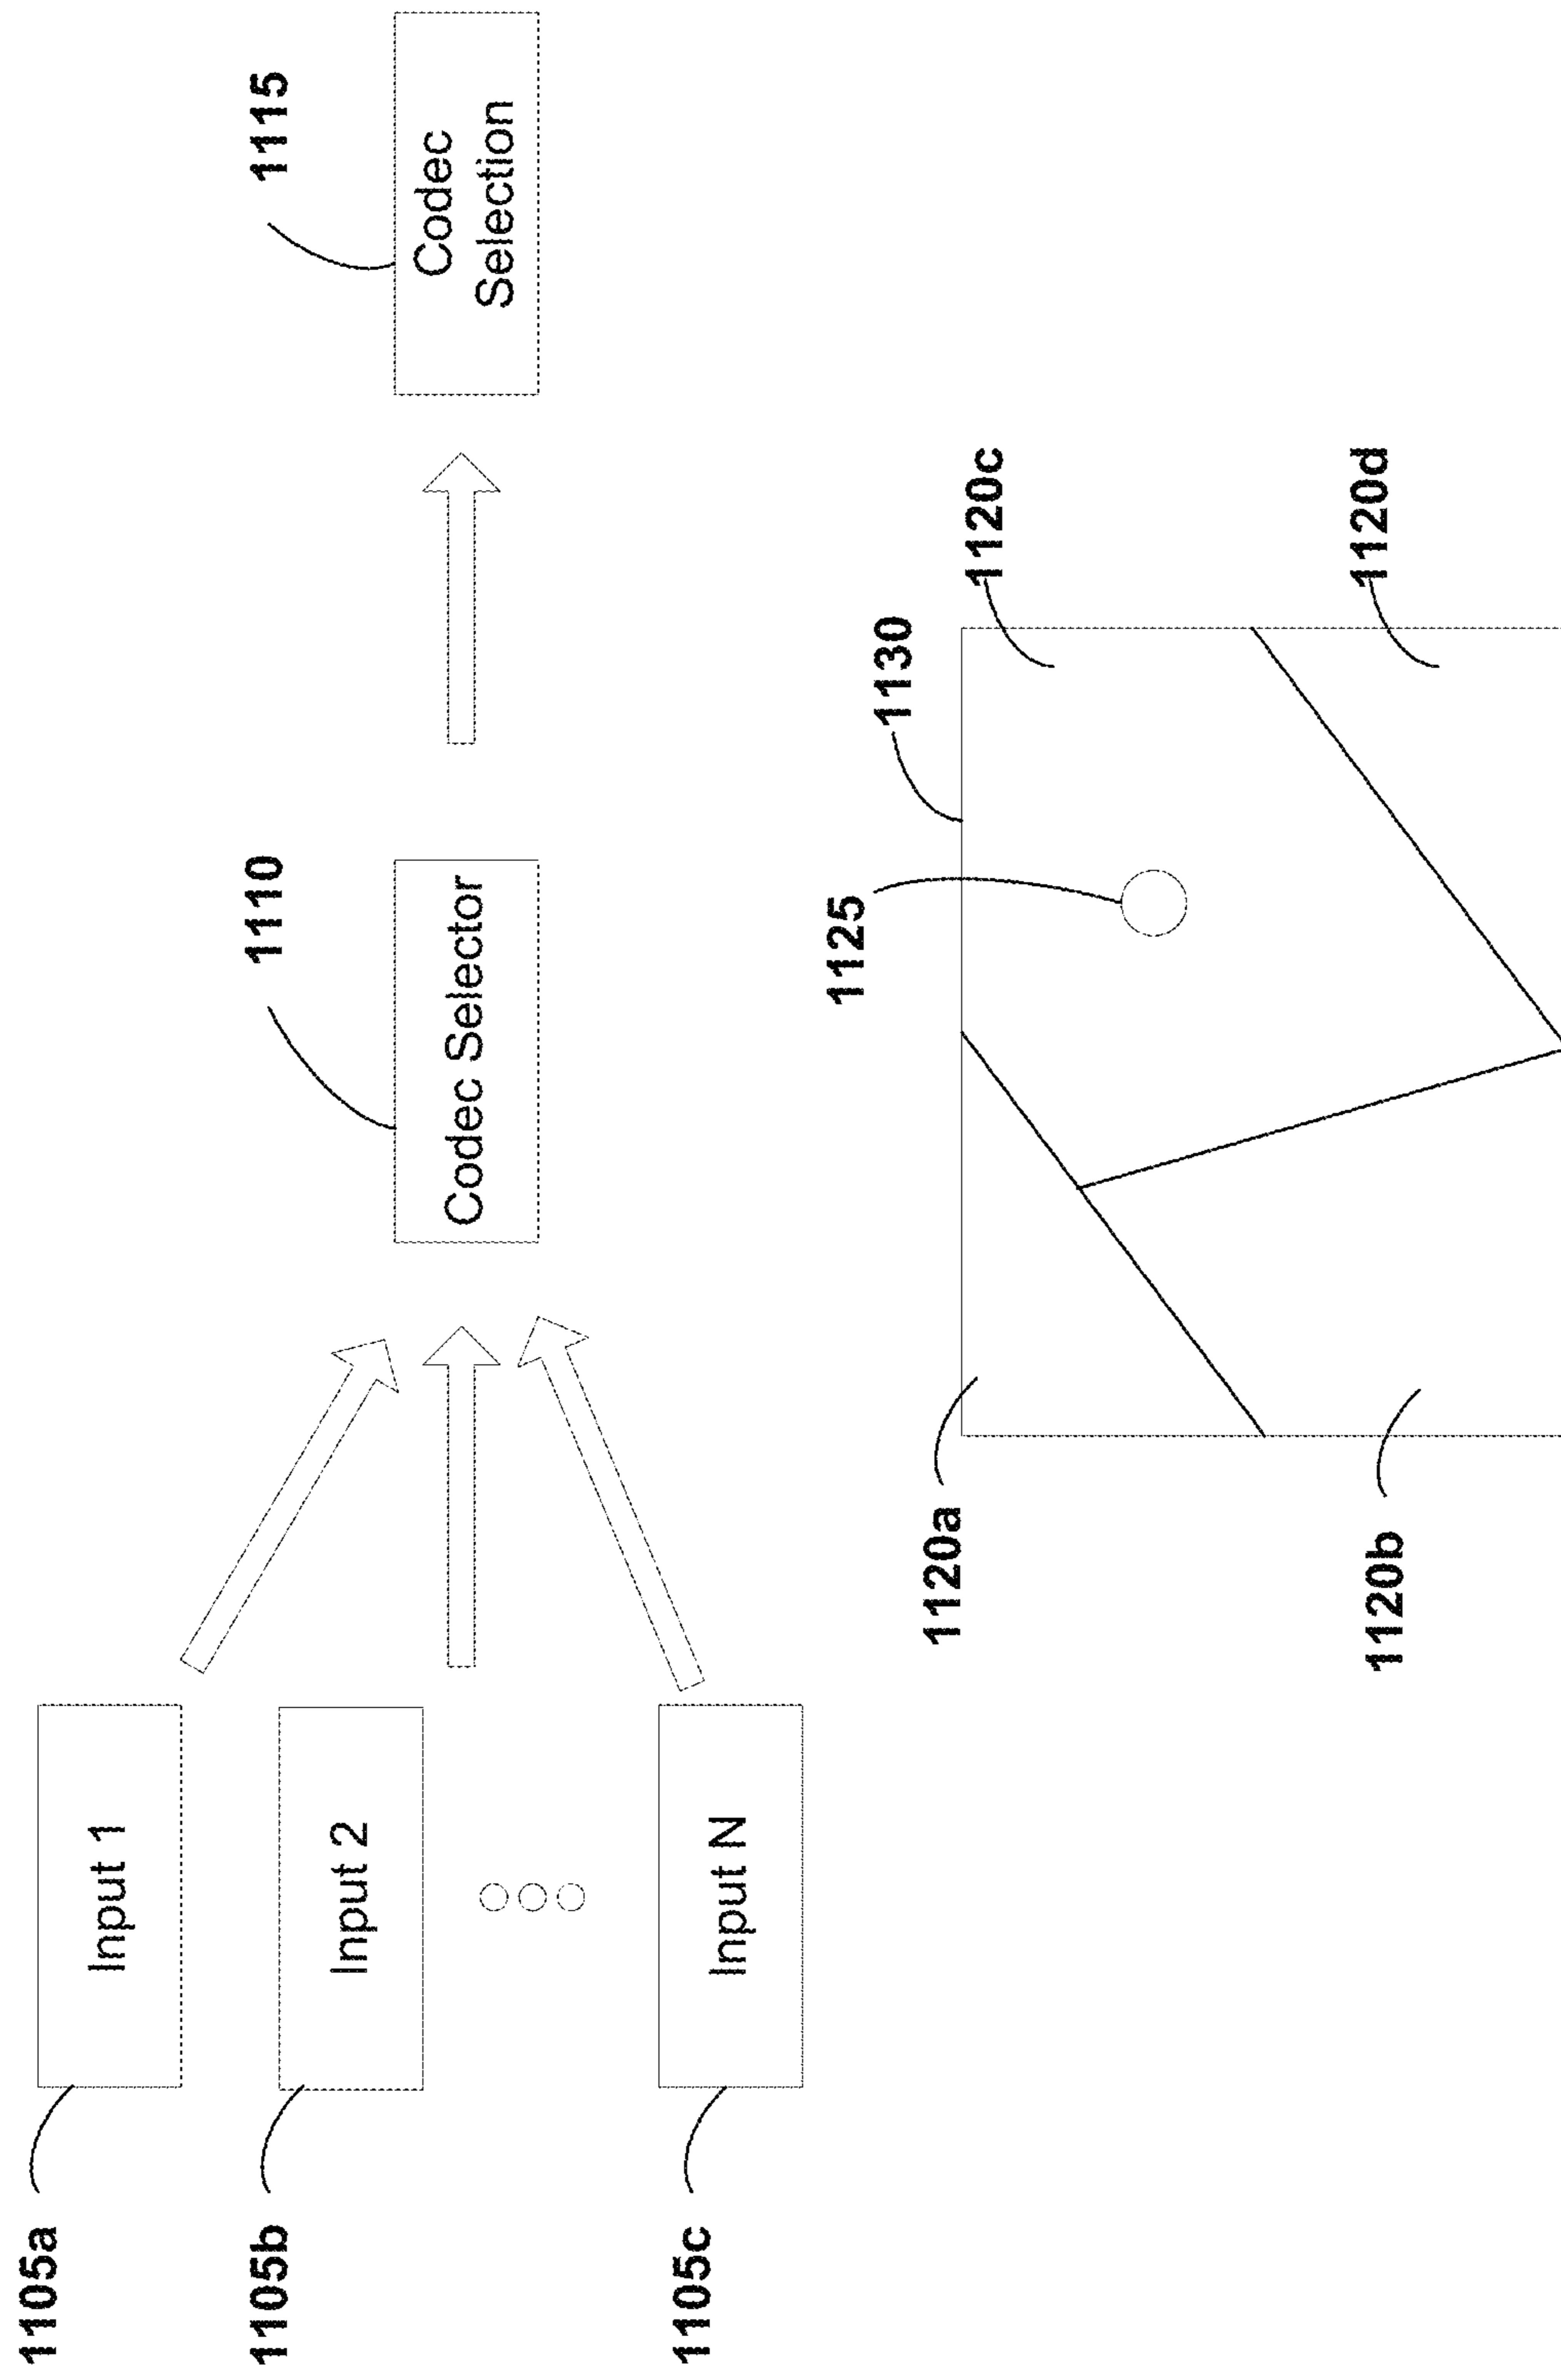 1105a
Input 1
1105b
Input 2
1105c
Input N
1110
Codec Selector
1115
Codec
Selection
1120a
1120b
1125
1130
1120c
1120d